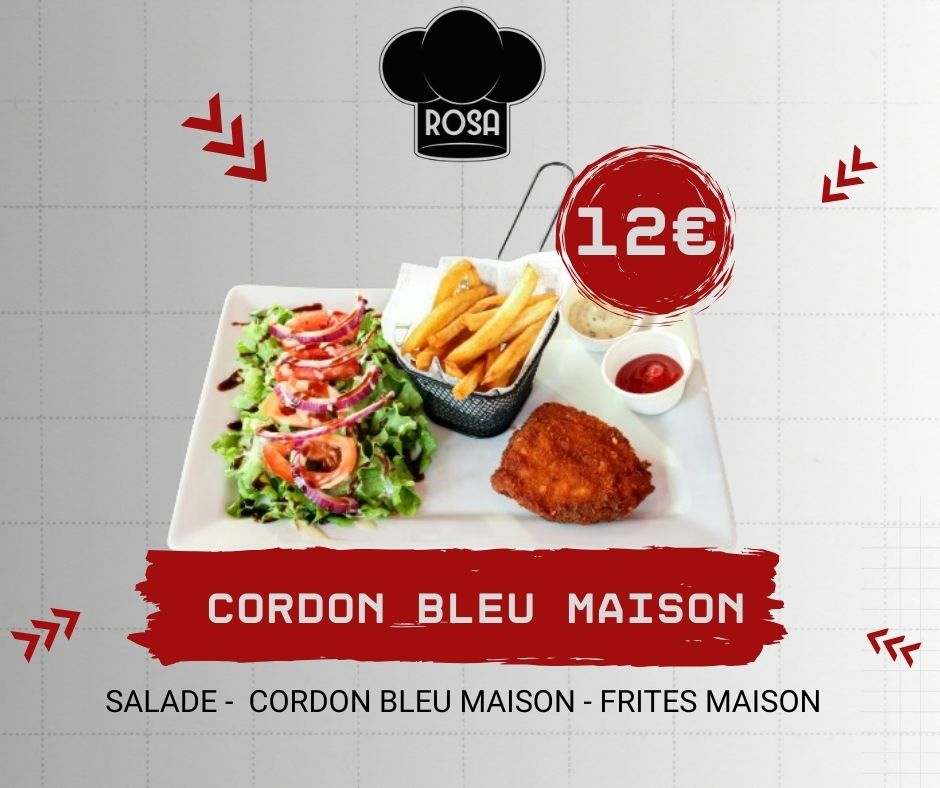 ROSA
12€
CORDON BLEU MAISON
SALADE - CORDON BLEU MAISON - FRITES MAISON